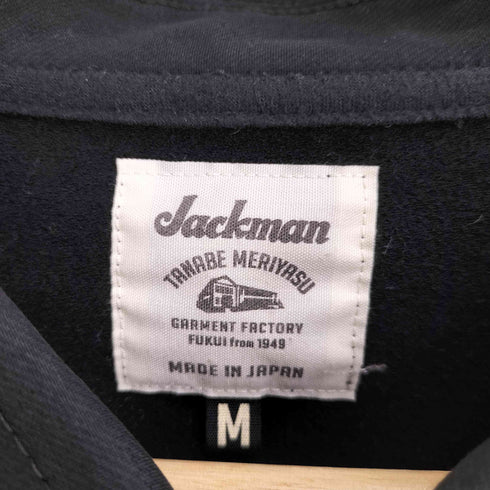 Jackman
TANABE MERIYASU
GARMENT FACTORY
FUKUI from 1949
MADE IN JAPAN
M